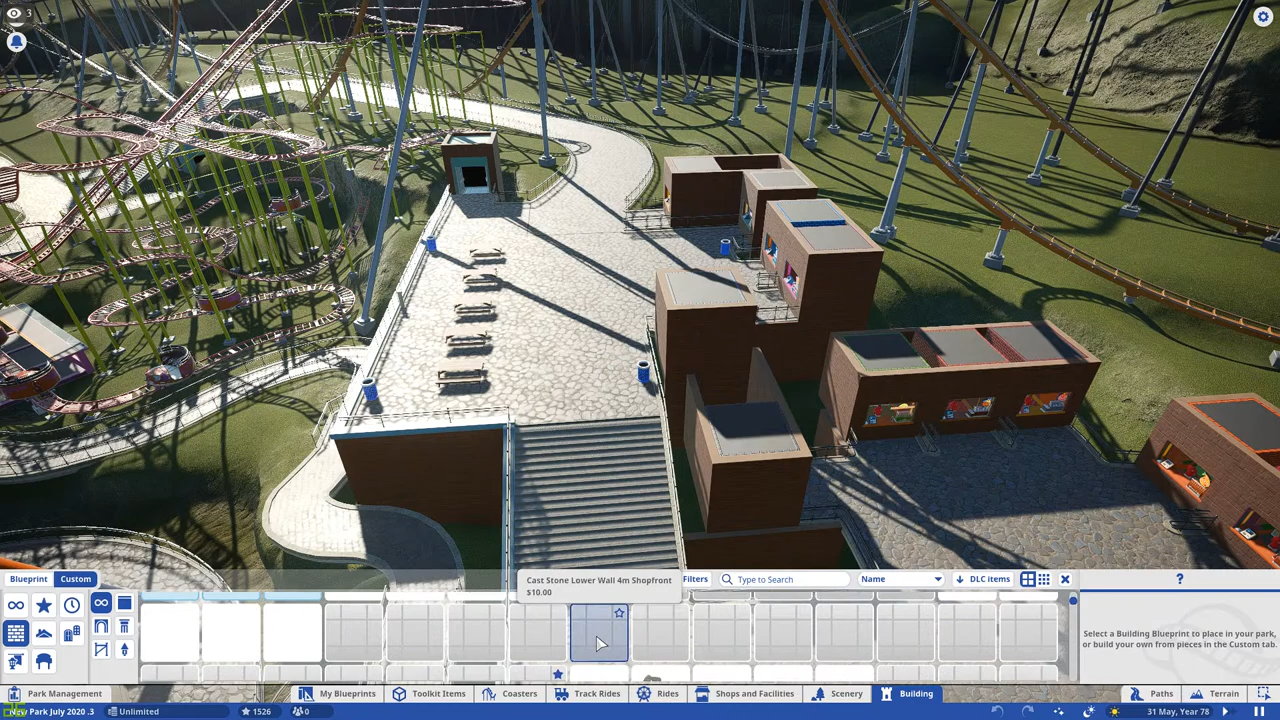 3
Cast Stone Lower Wall 4m Shopfront
$10.00
Blueprint Custom Filters Type to Search Name DLC items ?
Select a Building Blueprint to place in your park,
or build your own from pieces in the Custom tab.
Park Management My Blueprints Toolkit Items Coasters Track Rides Rides Shops and Facilities Scenery Building Paths Terrain
New Park July 2020 .3 Unlimited 1526 0 31 May, Year 78